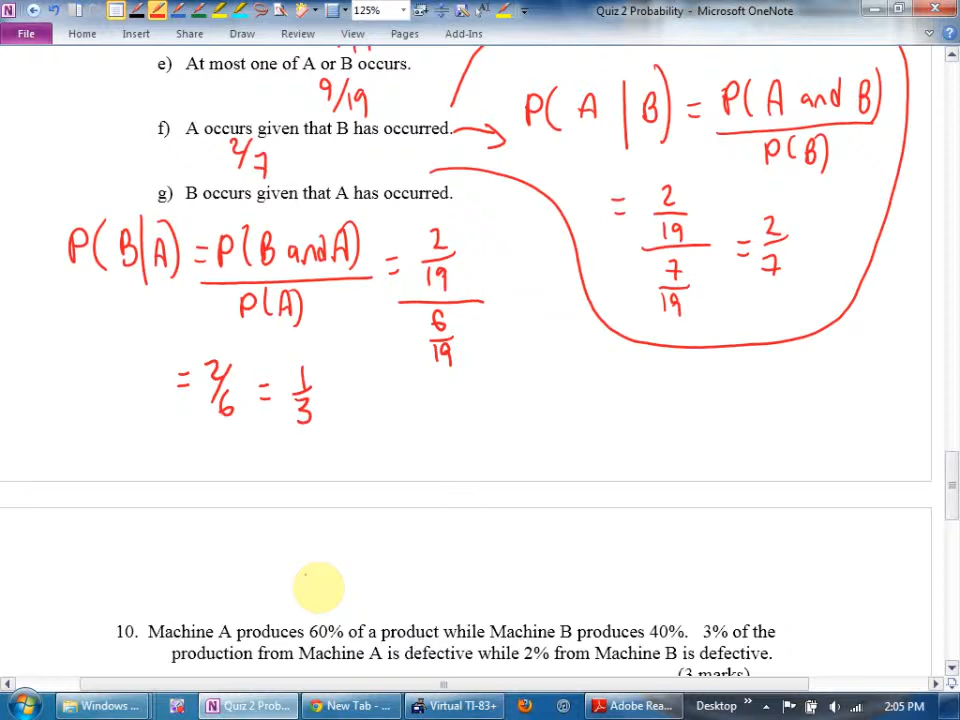 125%
Quiz 2 Probability - Microsoft OneNote
File Home Insert Share Draw Review View Pages Add-Ins
e) At most one of A or B occurs.
9/19
P( A | B) = P( A and B)
P(B)
f) A occurs given that B has occurred.
2/7
= 2/19
7/19
= 2/7
g) B occurs given that A has occurred.
P( B|A) = P( B and A)
P(A)
= 2/19
6/19
= 2/6 = 1/3
10. Machine A produces 60% of a product while Machine B produces 40%. 3% of the
production from Machine A is defective while 2% from Machine B is defective.
(3 marks)
Windows ... Quiz 2 Probabil... New Tab - ... Virtual TI-83+ Adobe Rea... Desktop 2:05 PM